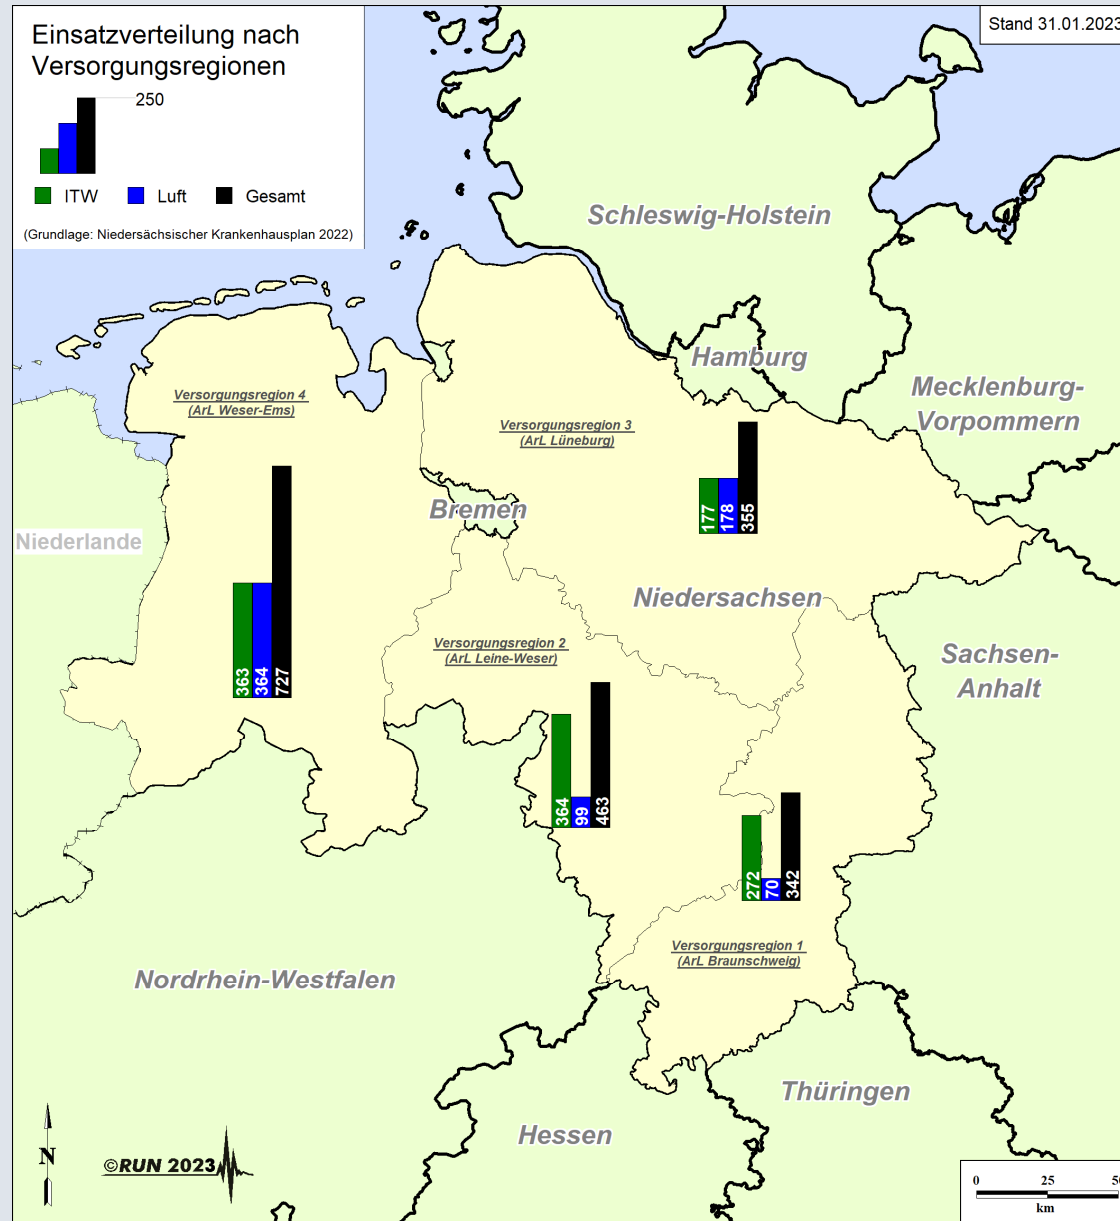 Einsatzverteilung nach
Versorgungsregionen
250
ITW Luft Gesamt
(Grundlage: Niedersächsischer Krankenhausplan 2022)
Stand 31.01.2023
Schleswig-Holstein
Hamburg
Mecklenburg-
Vorpommern
Versorgungsregion 4
(ArL Weser-Ems)
Versorgungsregion 3
(ArL Lüneburg)
177 178 355
Bremen
Niederlande
Niedersachsen
363 364 727
Versorgungsregion 2
(ArL Leine-Weser)
Sachsen-
Anhalt
364 99 463
272 70 342
Versorgungsregion 1
(ArL Braunschweig)
Nordrhein-Westfalen
Thüringen
Hessen
N
©RUN 2023
0 25
km